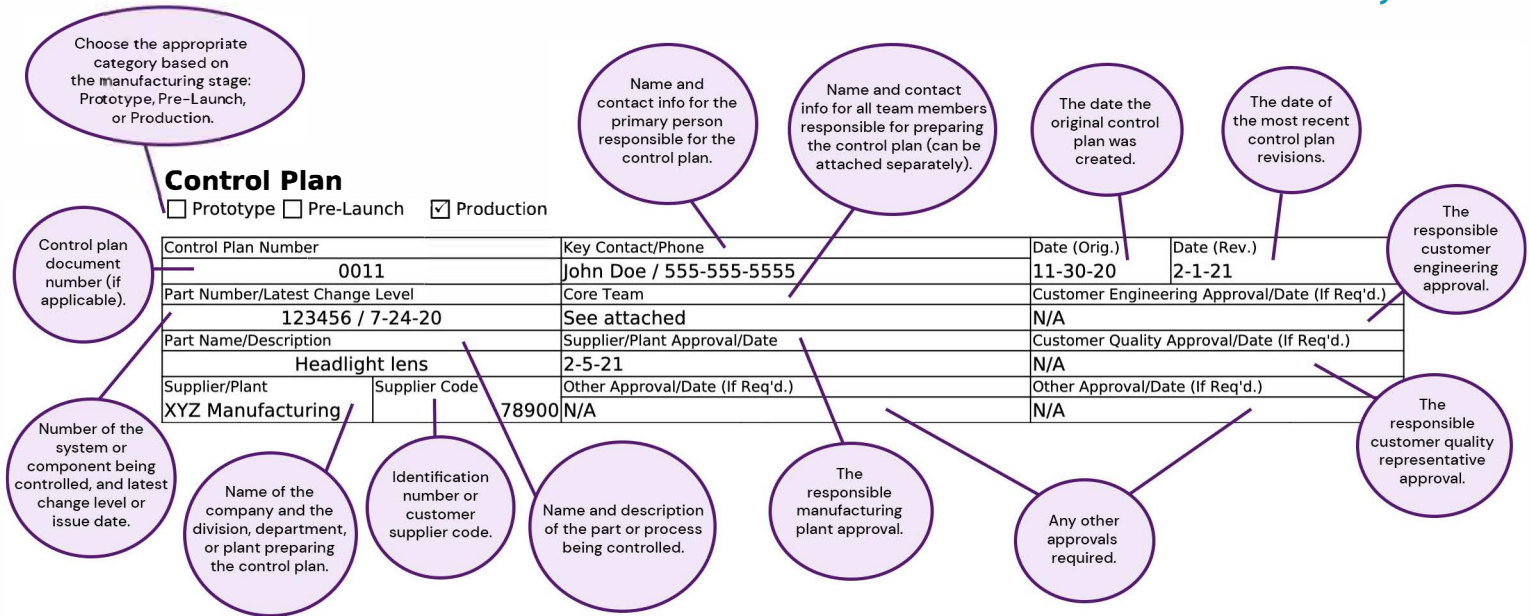 Choose the appropriate
category based on
the manufacturing stage:
Prototype, Pre-Launch,
or Production.
Name and
contact info for the
primary person
responsible for the
control plan.
Name and contact
info for all team members
responsible for preparing
the control plan (can be
attached separately).
The date the
original control
plan was
created.
The date of
the most recent
control plan
revisions.
Control Plan
☐ Prototype ☐ Pre-Launch ☑ Production
Control plan
document
number (if
applicable).
The
responsible
customer
engineering
approval.
Control Plan Number
0011
Key Contact/Phone
John Doe / 555-555-5555
Date (Orig.)
11-30-20
Date (Rev.)
2-1-21
Part Number/Latest Change Level
123456 / 7-24-20
Core Team
See attached
Customer Engineering Approval/Date (If Req'd.)
N/A
Part Name/Description
Headlight lens
Supplier/Plant Approval/Date
2-5-21
Customer Quality Approval/Date (If Req'd.)
N/A
Supplier/Plant
XYZ Manufacturing
Supplier Code
78900
Other Approval/Date (If Req'd.)
N/A
Other Approval/Date (If Req'd.)
N/A
Number of the
system or
component being
controlled, and latest
change level or
issue date.
Name of the
company and the
division, department,
or plant preparing
the control plan.
Identification
number or
customer
supplier code.
Name and description
of the part or process
being controlled.
The
responsible
manufacturing
plant approval.
Any other
approvals
required.
The
responsible
customer quality
representative
approval.